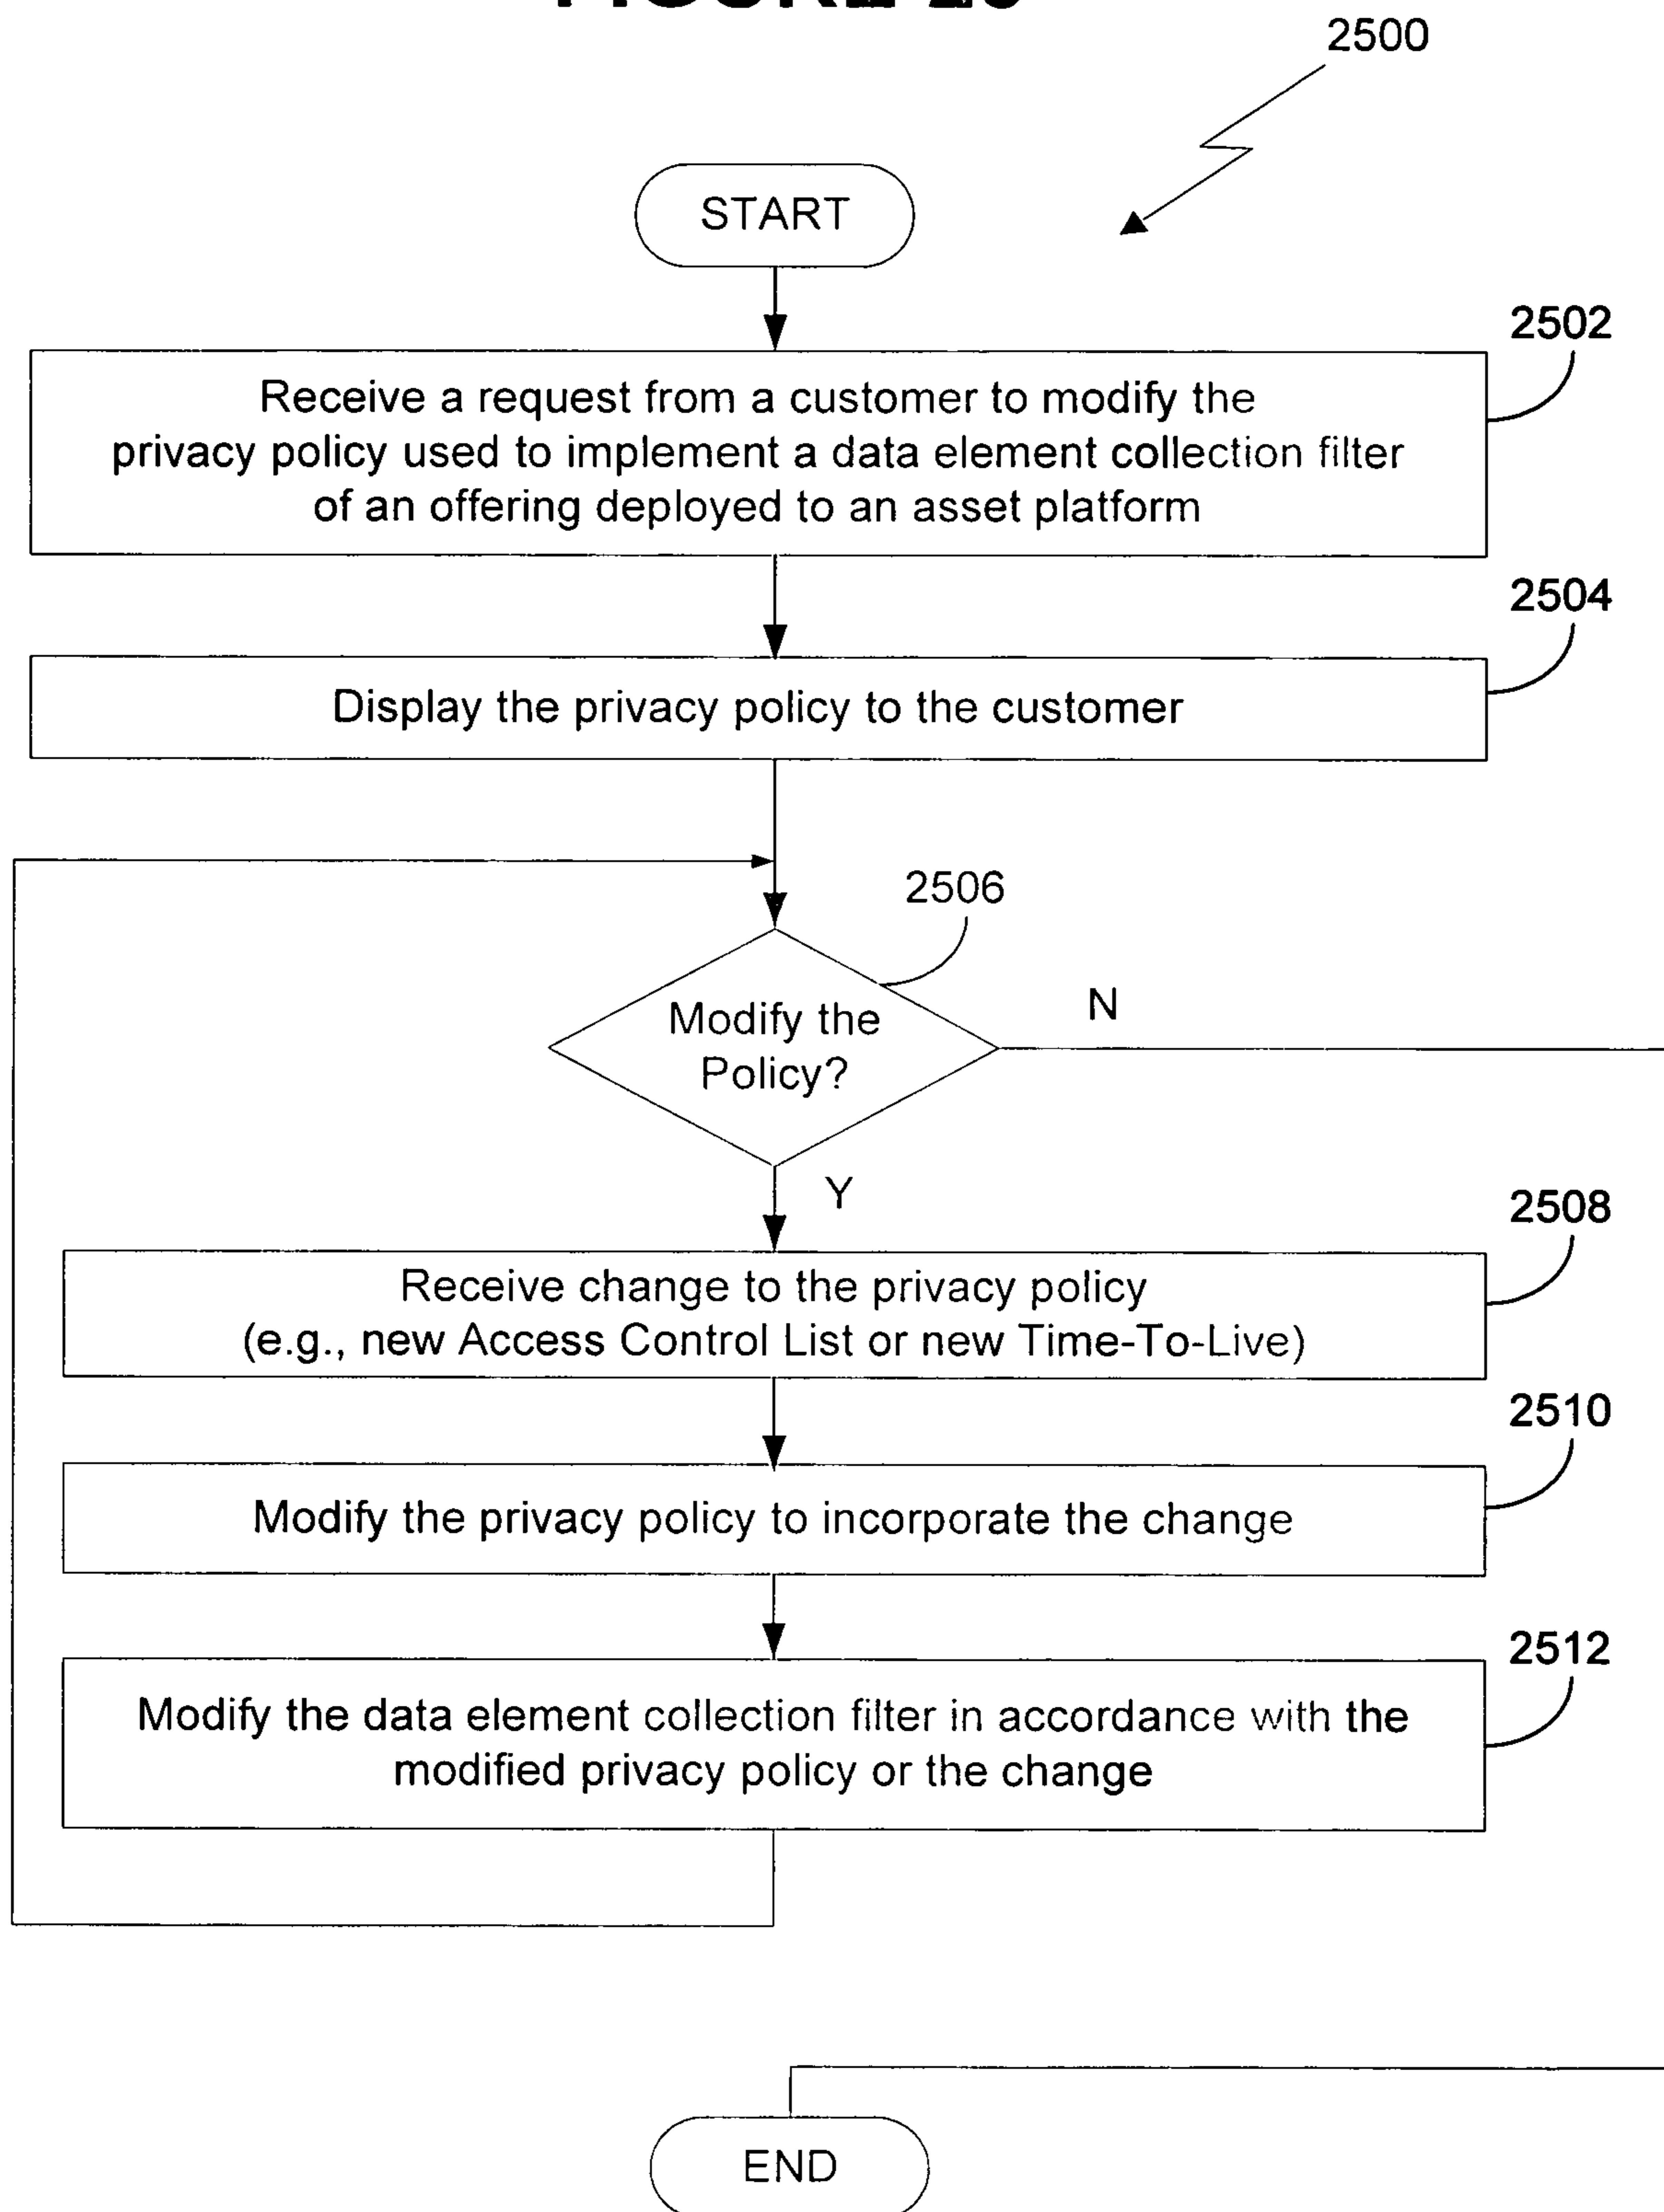 2500
START
2502
Receive a request from a customer to modify the
privacy policy used to implement a data element collection filter
of an offering deployed to an asset platform
2504
Display the privacy policy to the customer
2506
Modify the
Policy?
N
Y
2508
Receive change to the privacy policy
(e.g., new Access Control List or new Time-To-Live)
2510
Modify the privacy policy to incorporate the change
2512
Modify the data element collection filter in accordance with the
modified privacy policy or the change
END